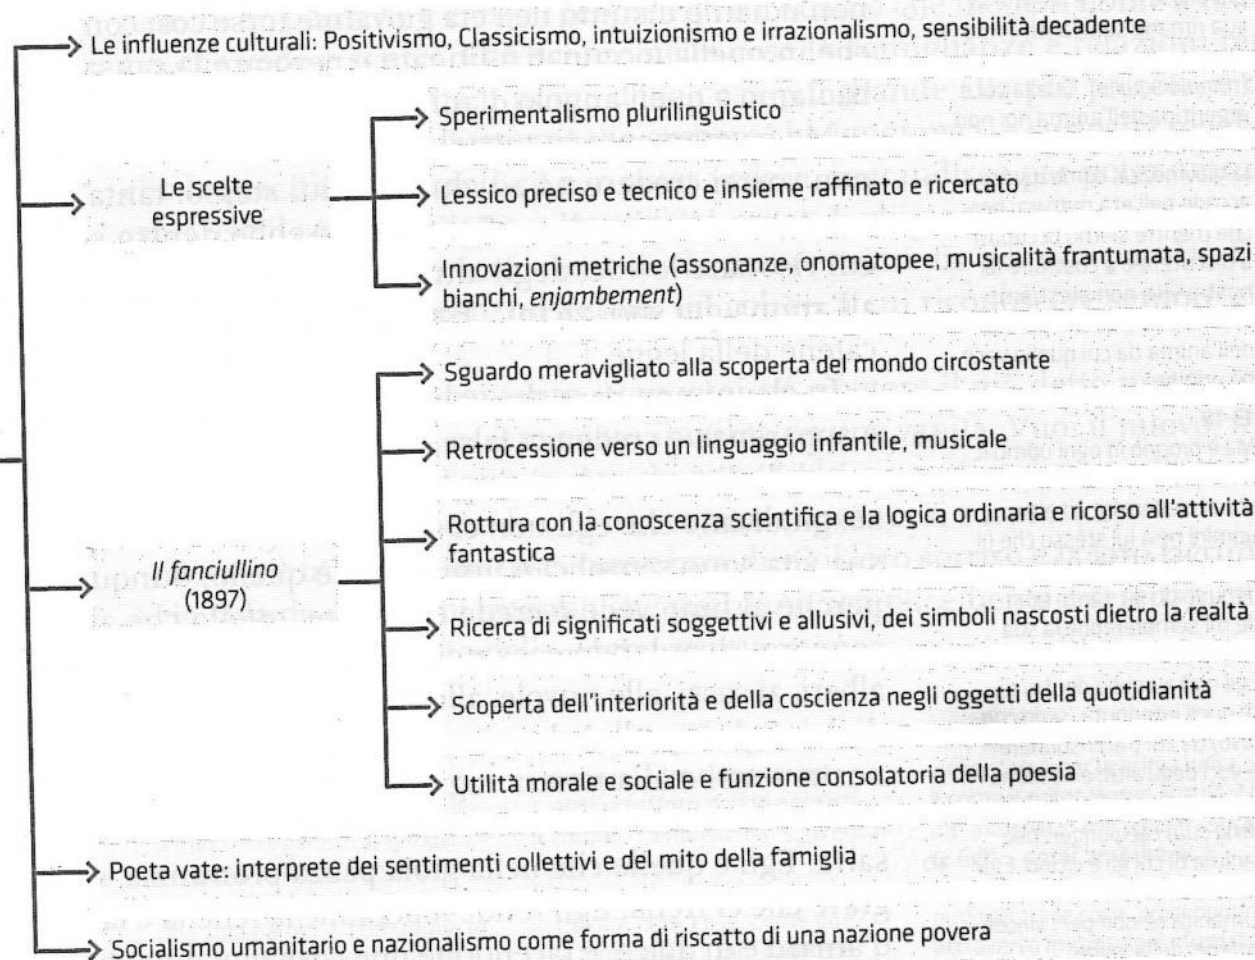 Le influenze culturali: Positivismo, Classicismo, intuizionismo e irrazionalismo, sensibilità decadente
Le scelte
espressive
Sperimentalismo plurilinguistico
Lessico preciso e tecnico e insieme raffinato e ricercato
Innovazioni metriche (assonanze, onomatopee, musicalità frantumata, spazi
bianchi, enjambement)
Il fanciullino
(1897)
Sguardo meravigliato alla scoperta del mondo circostante
Retrocessione verso un linguaggio infantile, musicale
Rottura con la conoscenza scientifica e la logica ordinaria e ricorso all'attività
fantastica
Ricerca di significati soggettivi e allusivi, dei simboli nascosti dietro la realtà
Scoperta dell'interiorità e della coscienza negli oggetti della quotidianità
Utilità morale e sociale e funzione consolatoria della poesia
Poeta vate: interprete dei sentimenti collettivi e del mito della famiglia
Socialismo umanitario e nazionalismo come forma di riscatto di una nazione povera